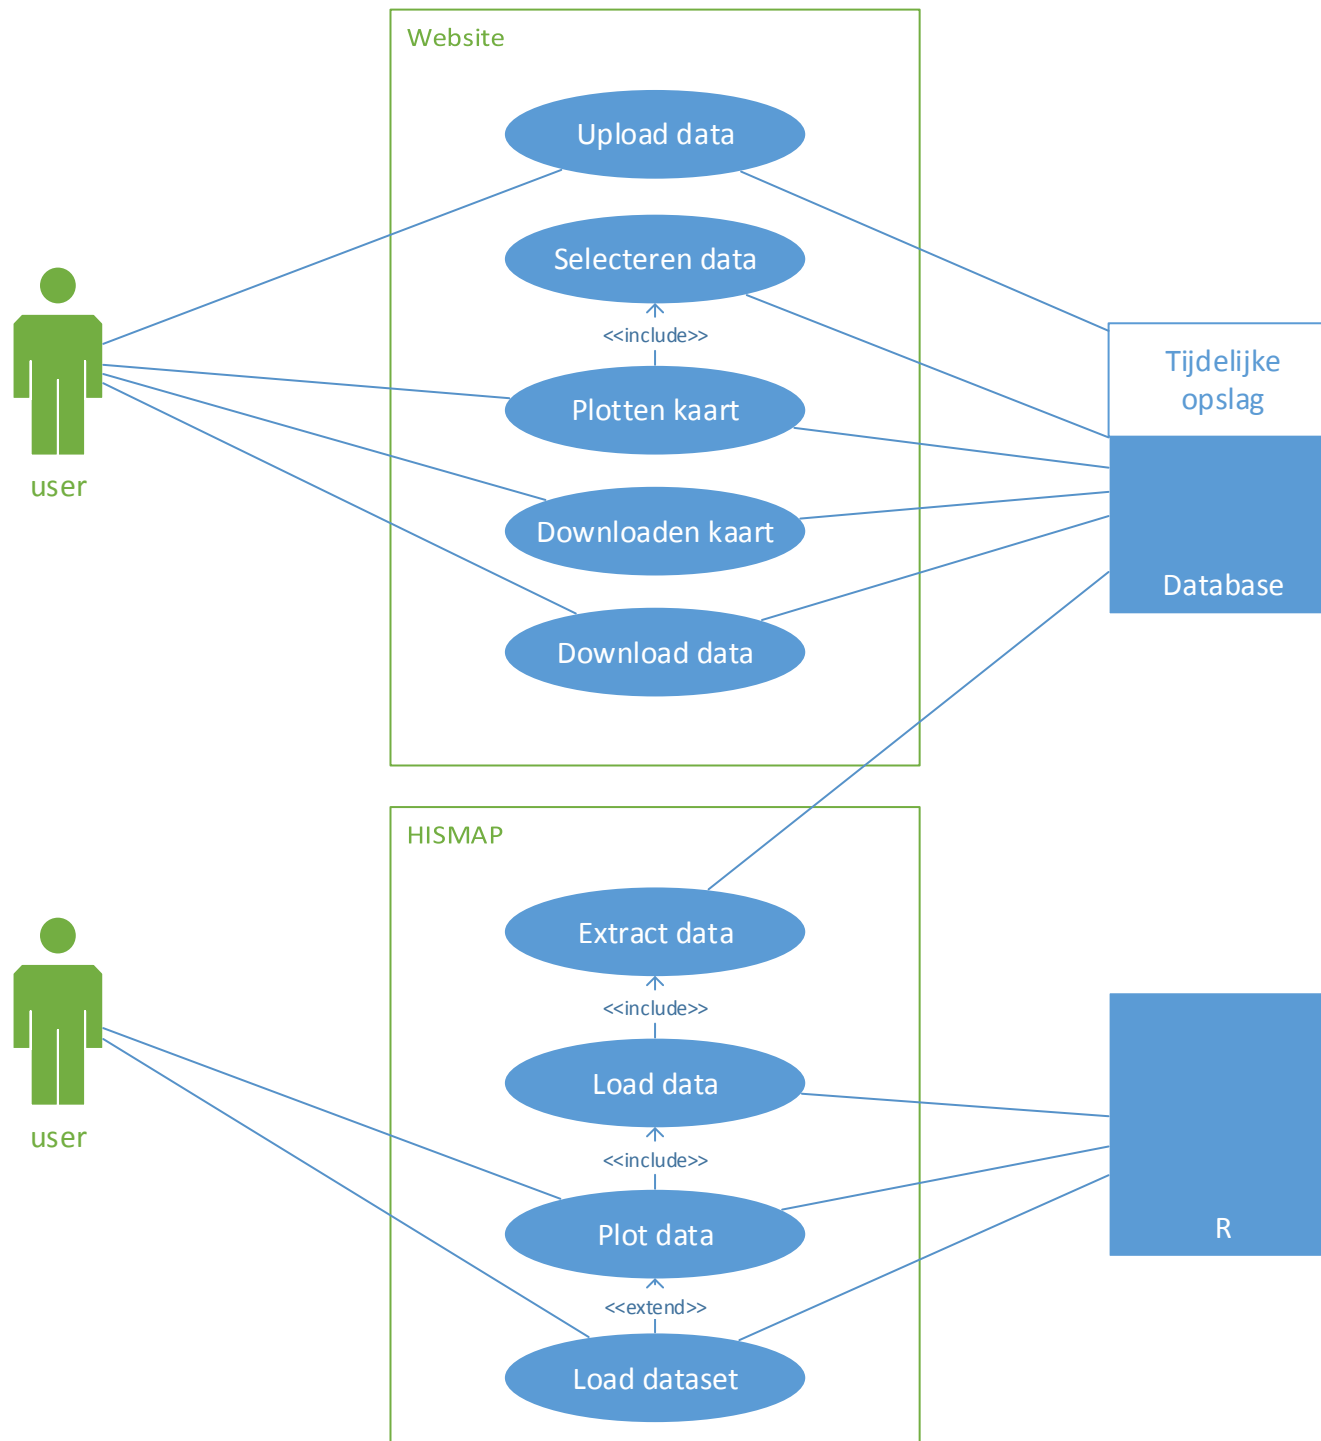 Website
Upload data
Selecteren data
<<include>>
Plotten kaart
Downloaden kaart
Download data
user
Tijdelijke
opslag
Database
HISMAP
Extract data
<<include>>
Load data
<<include>>
Plot data
<<extend>>
Load dataset
user
R